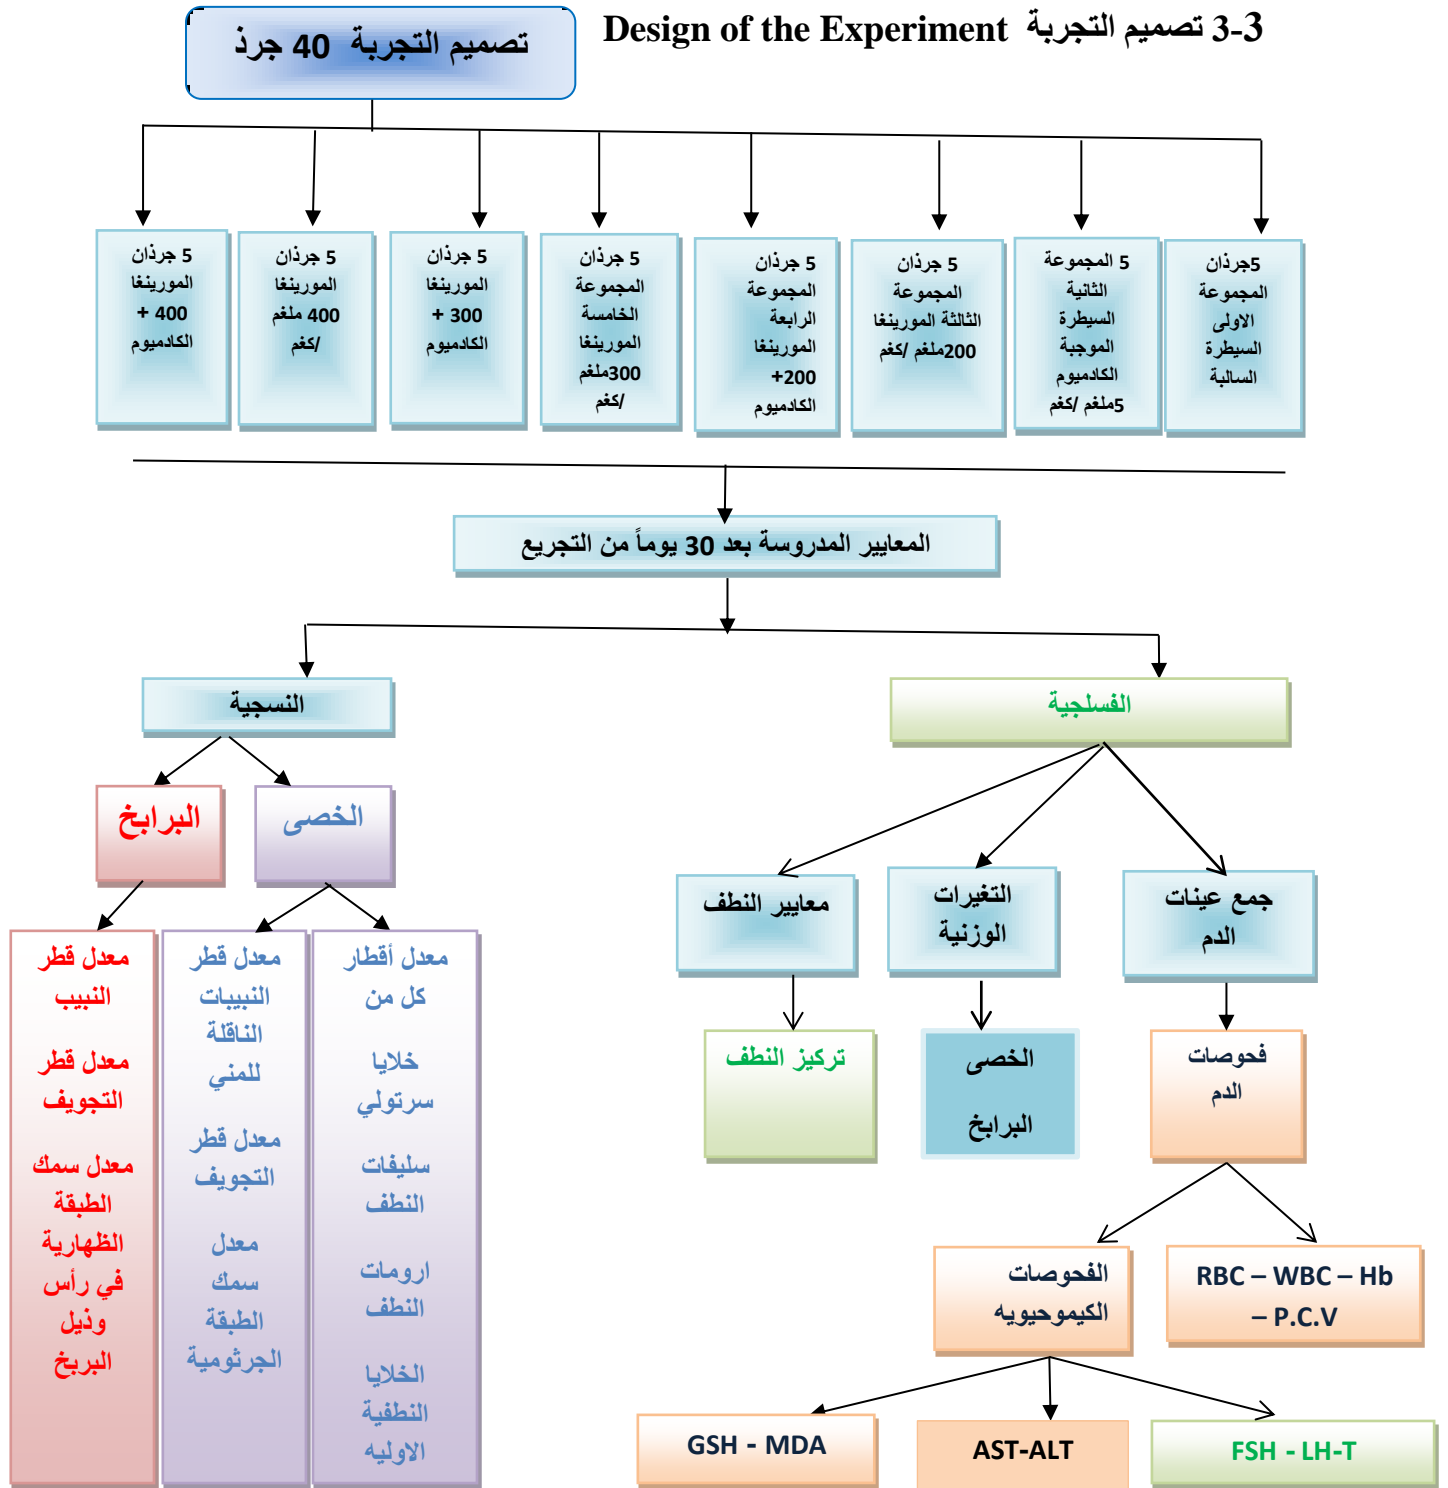 3-3 تصميم التجربة Design of the Experiment
تصميم التجربة 40 جرذ
5جرذان
المجموعة
الاولى
السيطرة
السالبة
5 المجموعة
الثانية
السيطرة
الموجبة
الكادميوم
5ملغم /كغم
5 جرذان
المجموعة
الثالثة المورينغا
200ملغم /كغم
5 جرذان
المجموعة
الرابعة
المورينغا
200+
الكادميوم
5 جرذان
المجموعة
الخامسة
المورينغا
300ملغم
/كغم
5 جرذان
المورينغا
300 +
الكادميوم
5 جرذان
المورينغا
400 ملغم
/كغم
5 جرذان
المورينغا
400 +
الكادميوم
المعايير المدروسة بعد 30 يوماً من التجريع
الفسلجية
النسجية
جمع عينات
الدم
التغيرات
الوزنية
معايير النطف
فحوصات
الدم
الخصى
البرابخ
تركيز النطف
RBC – WBC – Hb
– P.C.V
الفحوصات
الكيموحيويه
FSH - LH-T
AST-ALT
GSH - MDA
الخصى
البرابخ
معدل أقطار
كل من
خلايا
سرتولي
سليفات
النطف
ارومات
النطف
الخلايا
النطفية
الاوليه
معدل قطر
النبيبات
الناقلة
للمني
معدل قطر
التجويف
معدل
سمك
الطبقة
الجرثومية
معدل قطر
النبيب
معدل قطر
التجويف
معدل سمك
الطبقة
الظهارية
في رأس
وذيل
البربخ